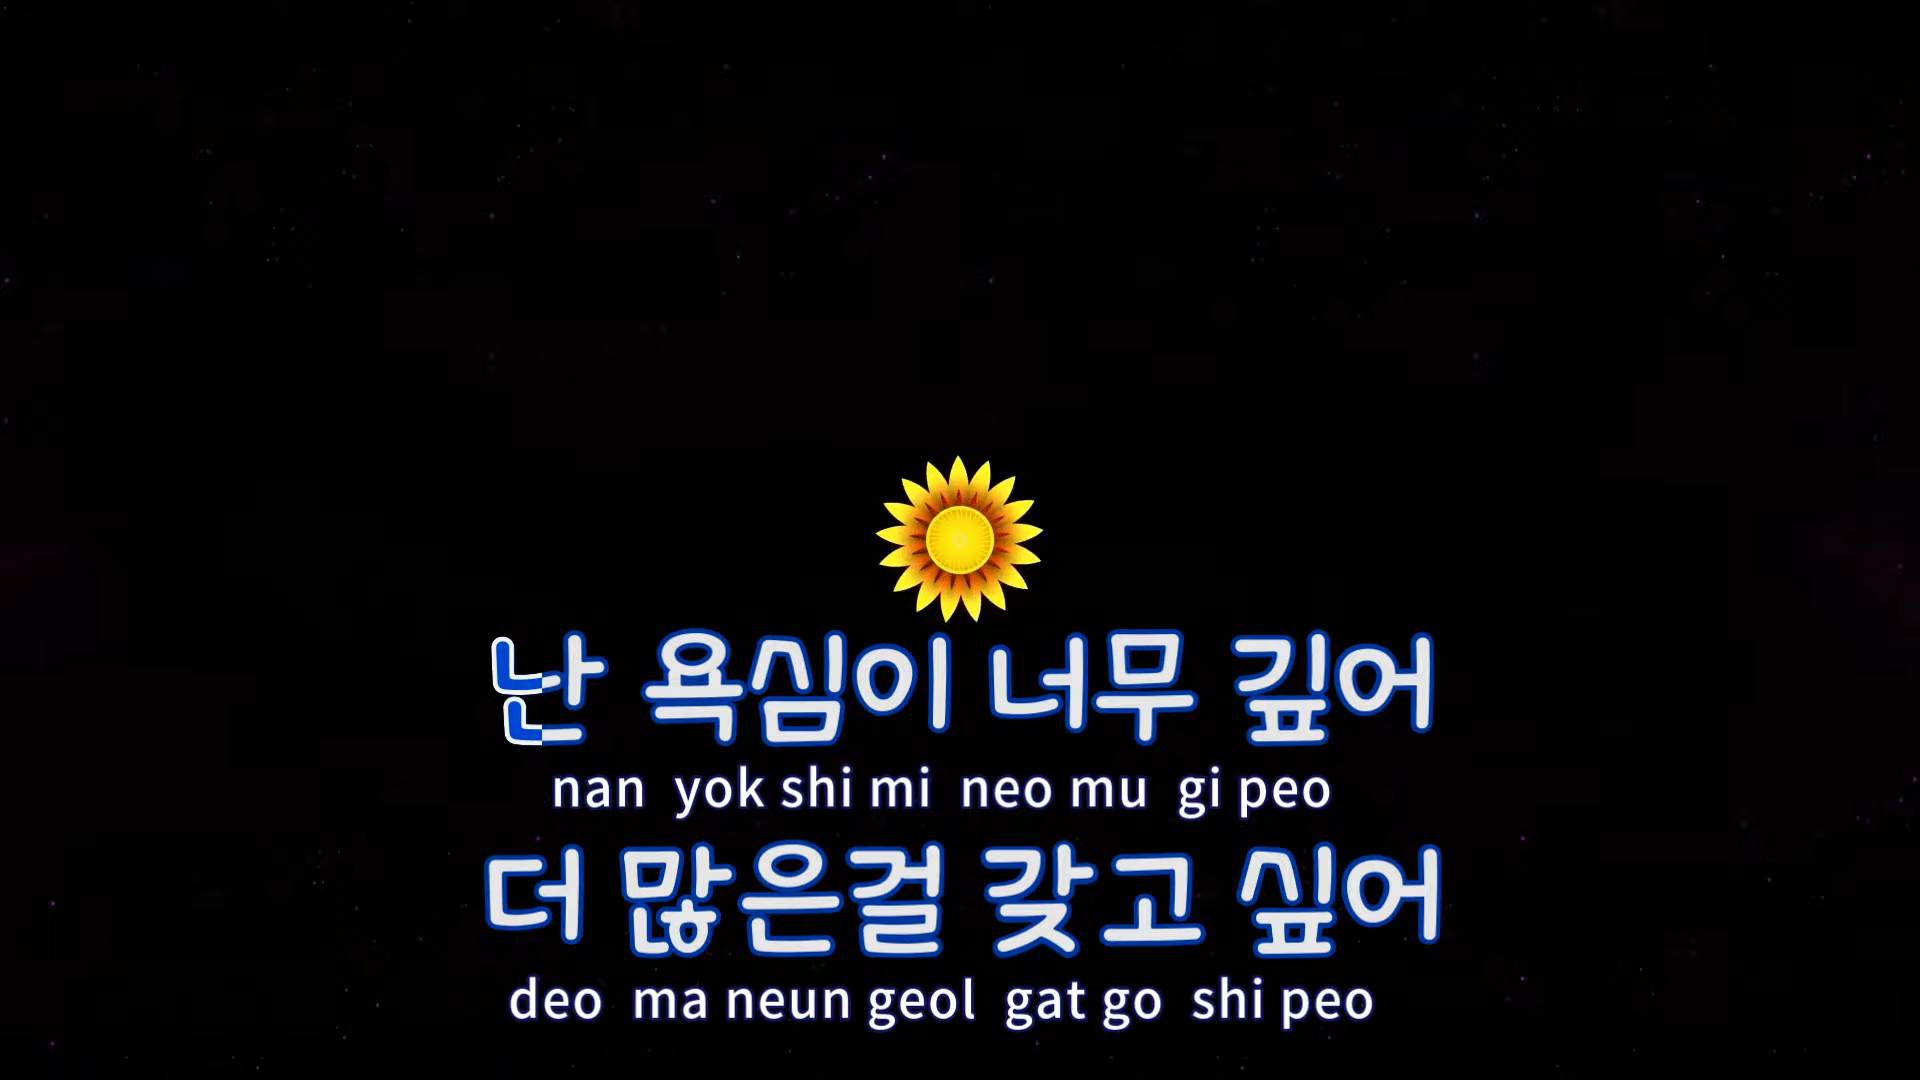 난 욕심이 너무 깊어
nan yok shi mi neo mu gi peo
더 많은걸 갖고 싶어
deo ma neun geol gat go shi peo